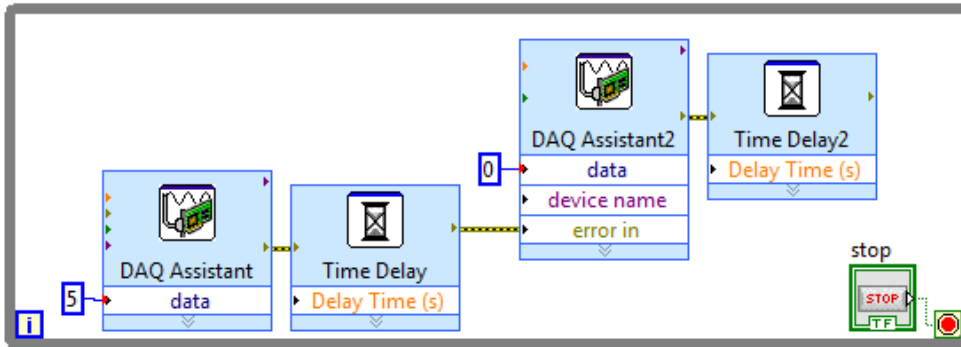 DAQ Assistant
data
5
Time Delay
Delay Time (s)
DAQ Assistant2
data
0
device name
error in
Time Delay2
Delay Time (s)
stop
STOP
TF
i